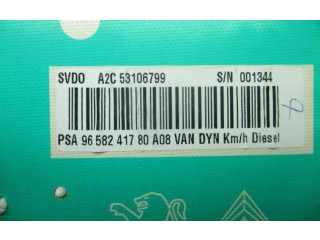 SVDO A2C 53106799 S/N 001344
PSA 96 582 417 80 A08 VAN DYN Km/h Diesel